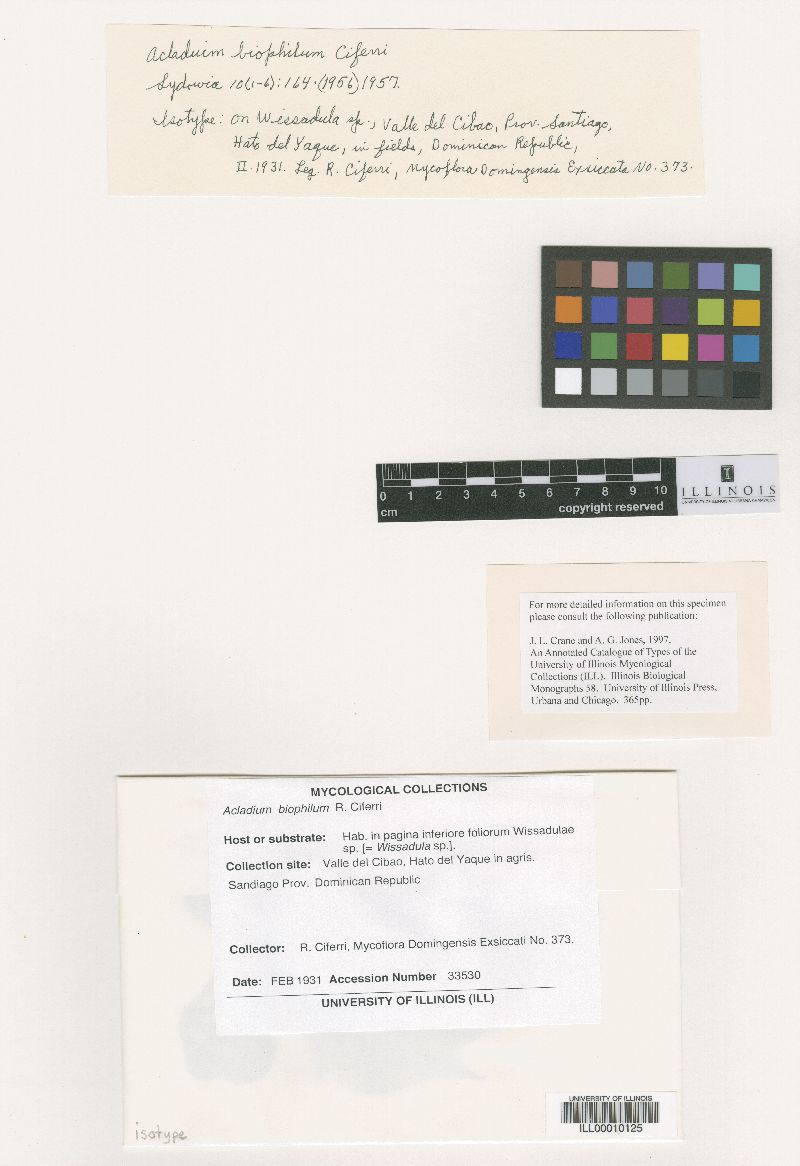 Acladium biophilum Ciferri
Sydowia 10(1-6):164.(1956)1957.
Isotype: on Wissadula sp., Valle del Cibao, Prov. Santiago,
Hato del Yaque, in fields, Dominican Republic,
II.1931. Leg. R. Ciferri, Mycoflora Domingensis Exsiccata No. 373.
0 1 2 3 4 5 6 7 8 9 10
cm copyright reserved
ILLINOIS
For more detailed information on this specimen
please consult the following publication:
J. L. Crane and A. G. Jones, 1997.
An Annotated Catalogue of Types of the
University of Illinois Mycological
Collections (ILL). Illinois Biological
Monographs 58. University of Illinois Press,
Urbana and Chicago. 365pp.
MYCOLOGICAL COLLECTIONS
Acladium biophilum R. Ciferri
Host or substrate: Hab. in pagina inferiore foliorum Wissadulae
sp. [= Wissadula sp.].
Collection site: Valle del Cibao, Hato del Yaque in agris.
Sandiago Prov. Dominican Republic
Collector: R. Ciferri, Mycoflora Domingensis Exsiccati No. 373.
Date: FEB 1931 Accession Number 33530
UNIVERSITY OF ILLINOIS (ILL)
UNIVERSITY OF ILLINOIS
ILL00010125
isotype